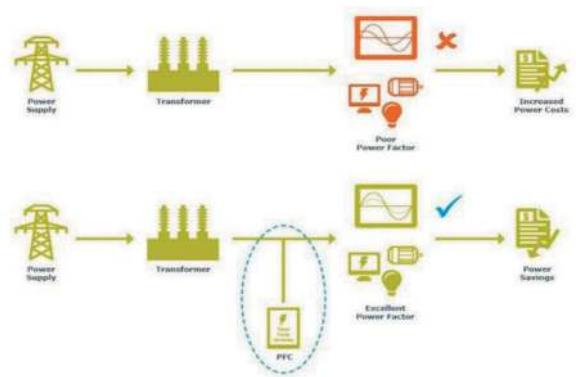 Power
Supply
Transformer
Poor
Power Factor
Increased
Power Costs
Power
Supply
Transformer
PFC
Excellent
Power Factor
Power
Savings